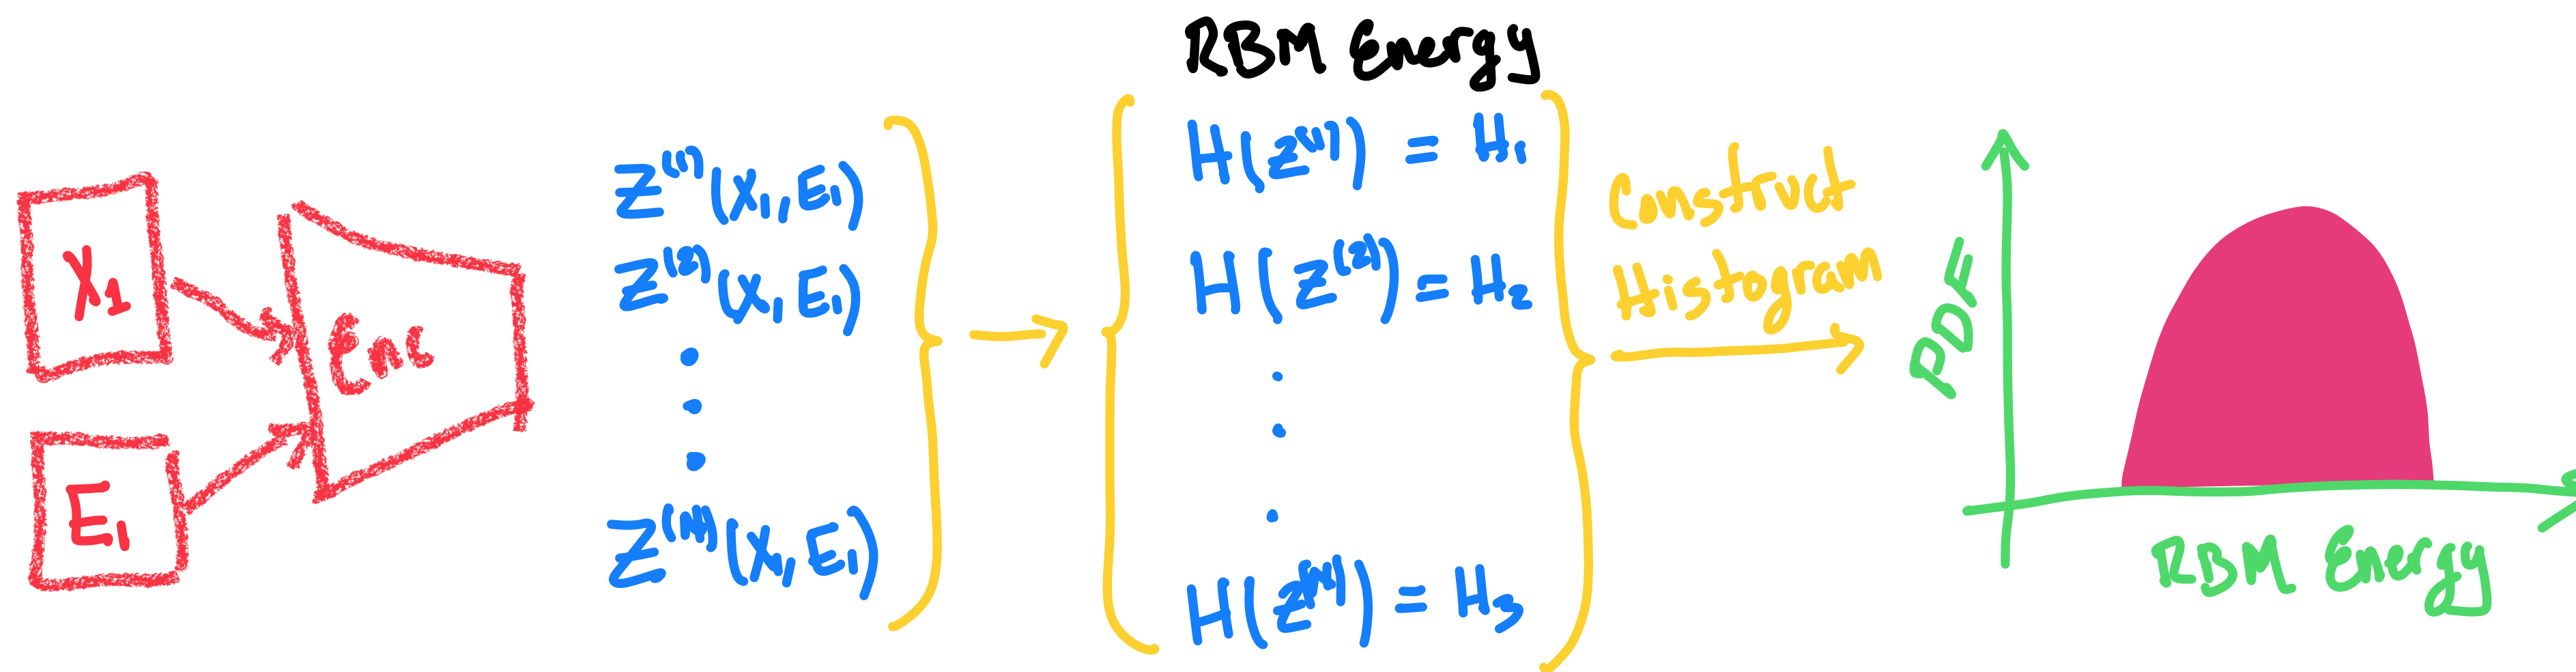 X₁
E₁
Enc
Z⁽¹⁾(X₁, E₁)
Z⁽²⁾(X₁, E₁)
Z⁽ᴺ⁾(X₁, E₁)
RBM Energy
H(Z⁽¹⁾) = H₁
H(Z⁽²⁾) = H₂
H(Z⁽ᴺ⁾) = H₃
Construct
Histogram
PDF
RBM Energy